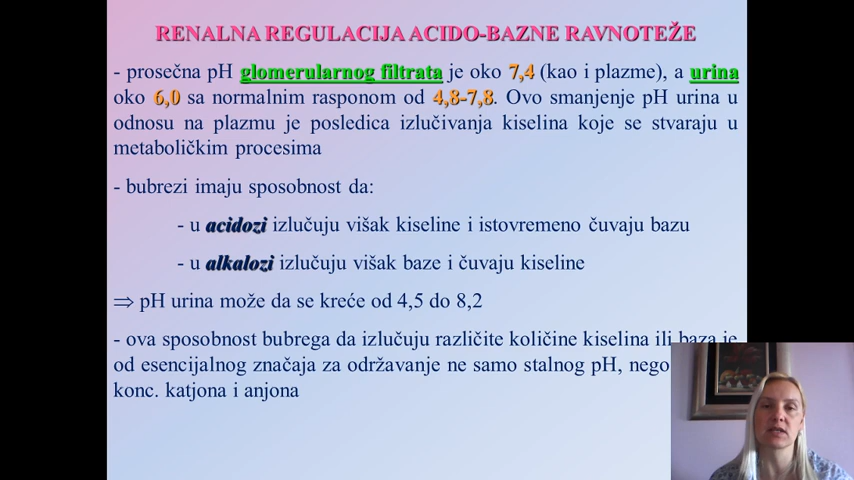 RENALNA REGULACIJA ACIDO-BAZNE RAVNOTEŽE
- prosečna pH glomerularnog filtrata je oko 7,4 (kao i plazme), a urina
oko 6,0 sa normalnim rasponom od 4,8-7,8. Ovo smanjenje pH urina u
odnosu na plazmu je posledica izlučivanja kiselina koje se stvaraju u
metaboličkim procesima
- bubrezi imaju sposobnost da:
- u acidozi izlučuju višak kiseline i istovremeno čuvaju bazu
- u alkalozi izlučuju višak baze i čuvaju kiseline
⇒ pH urina može da se kreće od 4,5 do 8,2
- ova sposobnost bubrega da izlučuju različite količine kiselina ili baza je
od esencijalnog značaja za održavanje ne samo stalnog pH, nego
konc. katjona i anjona